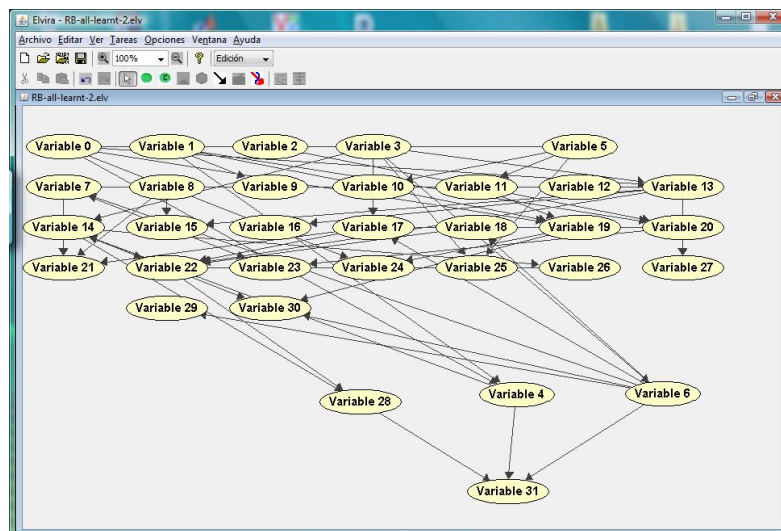 Elvira - RB-all-learnt-2.elv
Archivo Editar Ver Tareas Opciones Ventana Ayuda
100% Edición
RB-all-learnt-2.elv
Variable 0 Variable 1 Variable 2 Variable 3 Variable 5
Variable 7 Variable 8 Variable 9 Variable 10 Variable 11 Variable 12 Variable 13
Variable 14 Variable 15 Variable 16 Variable 17 Variable 18 Variable 19 Variable 20
Variable 21 Variable 22 Variable 23 Variable 24 Variable 25 Variable 26 Variable 27
Variable 29 Variable 30
Variable 28 Variable 4 Variable 6
Variable 31